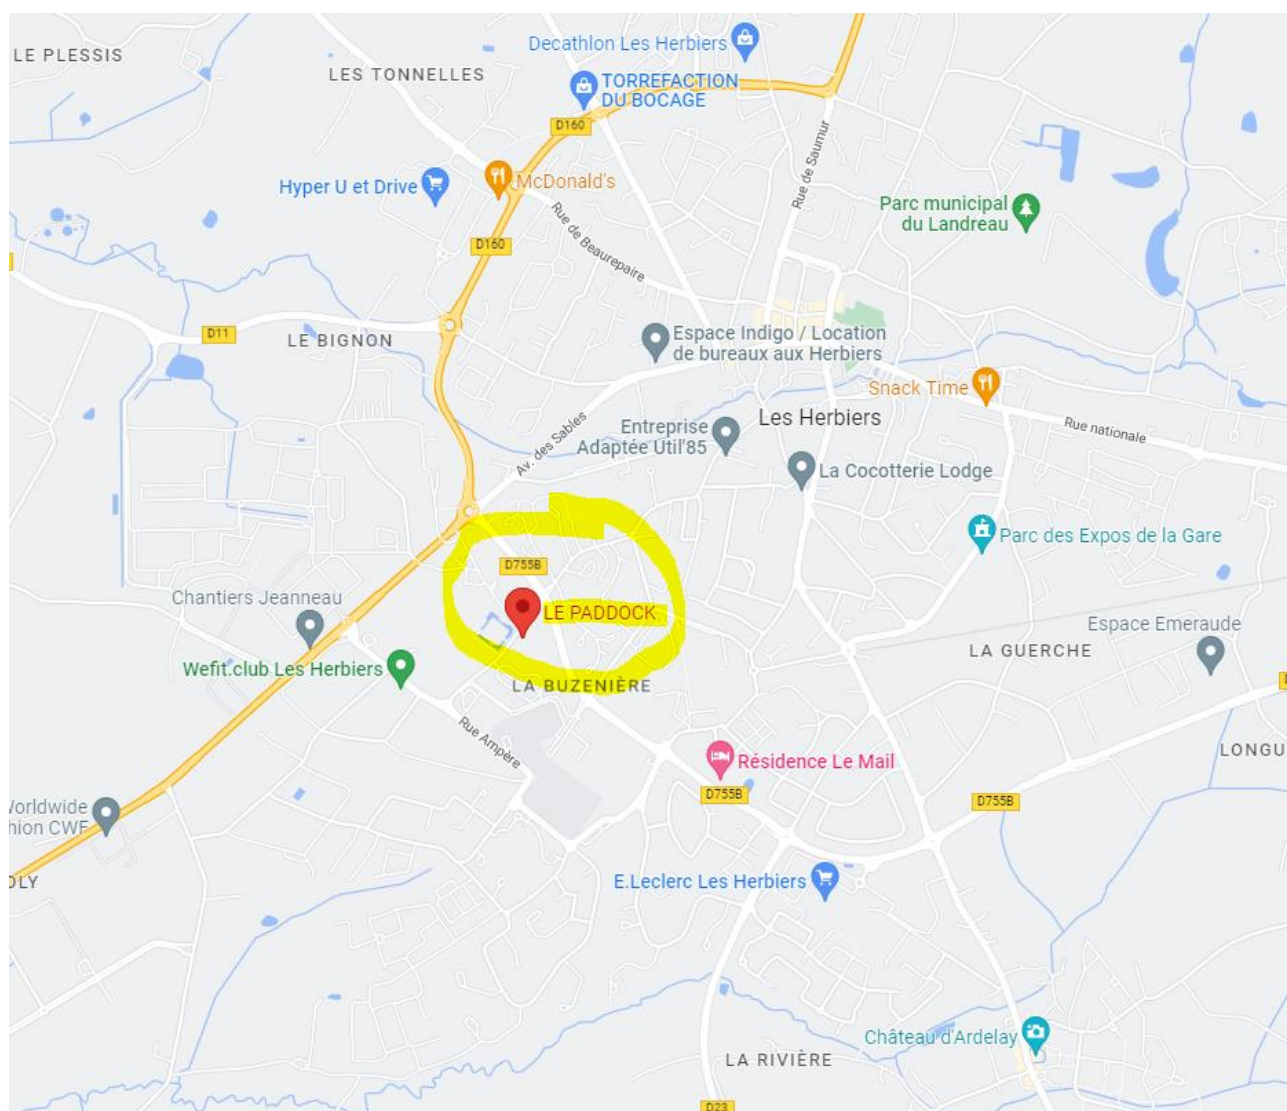 LE PLESSIS
Decathlon Les Herbiers
LES TONNELLES
TORREFACTION
DU BOCAGE
D160
Hyper U et Drive
McDonald's
Rue de Saumur
Parc municipal
du Landreau
Rue de Beaurepaire
D160
D11
LE BIGNON
Espace Indigo / Location
de bureaux aux Herbiers
Snack Time
Av. des Sables
Entreprise
Adaptée Util'85
Les Herbiers
Rue nationale
La Cocotterie Lodge
Parc des Expos de la Gare
D755B
Chantiers Jeanneau
LE PADDOCK
Espace Emeraude
LA GUERCHE
Wefit.club Les Herbiers
LA BUZENIÈRE
Rue Ampère
LONGU
Résidence Le Mail
D755B
D755B
Worldwide
hion CWF
OLY
E.Leclerc Les Herbiers
Château d'Ardelay
LA RIVIÈRE
D23